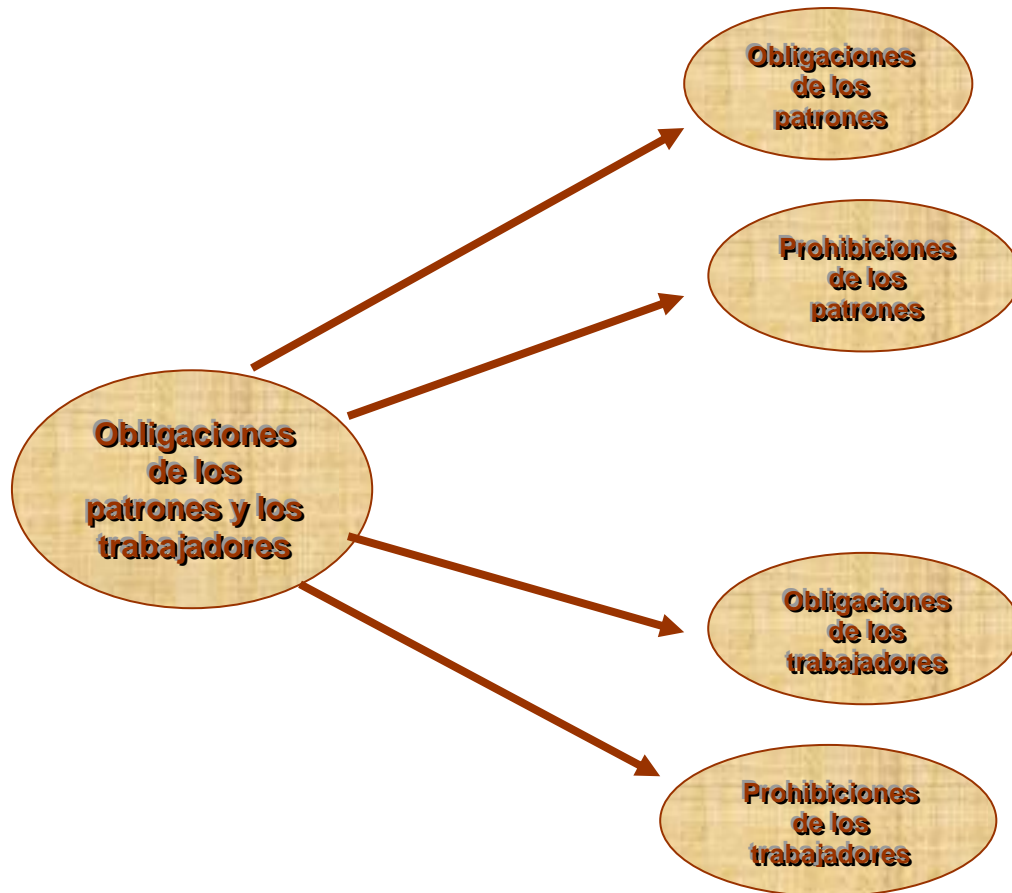 Obligaciones
de los
patrones
Prohibiciones
de los
patrones
Obligaciones
de los
patrones y los
trabajadores
Obligaciones
de los
trabajadores
Prohibiciones
de los
trabajadores